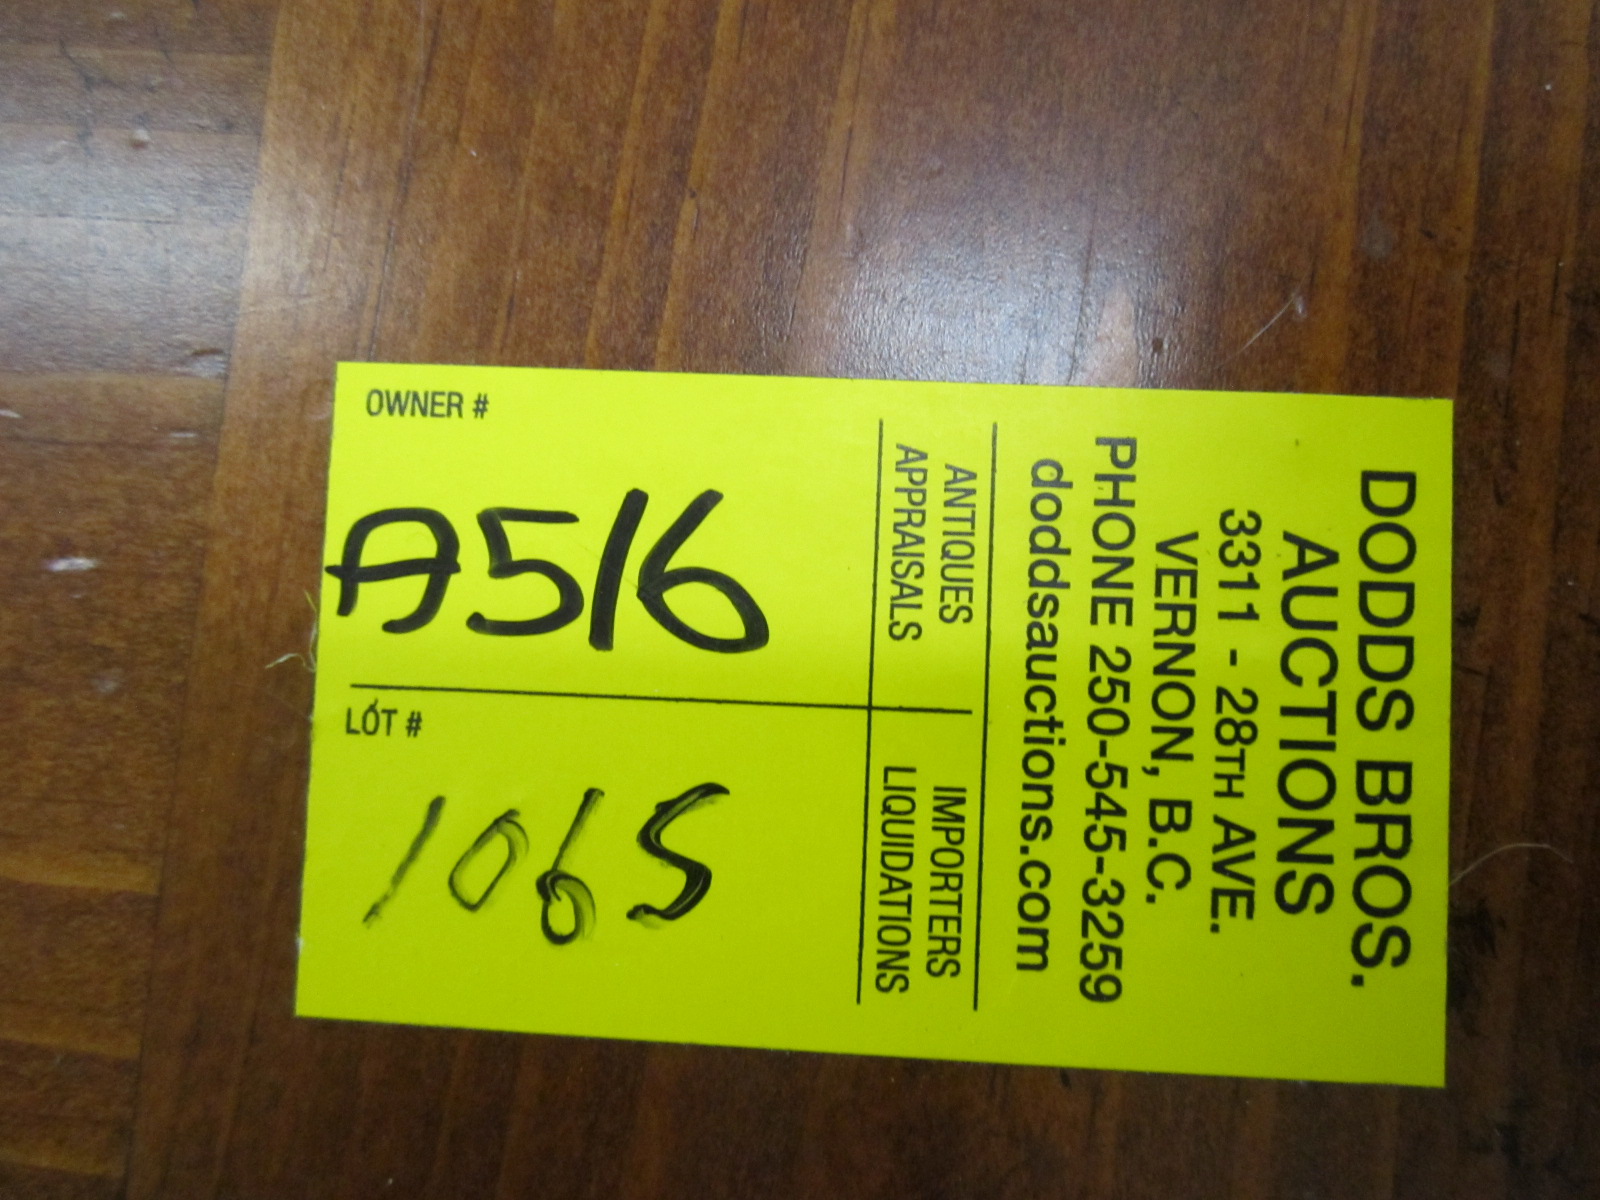 DODDS BROS.
AUCTIONS
3311 - 28TH AVE.
VERNON, B.C.
PHONE 250-545-3259
doddsauctions.com
ANTIQUES
APPRAISALS
IMPORTERS
LIQUIDATIONS
OWNER #
A516
LOT #
1065